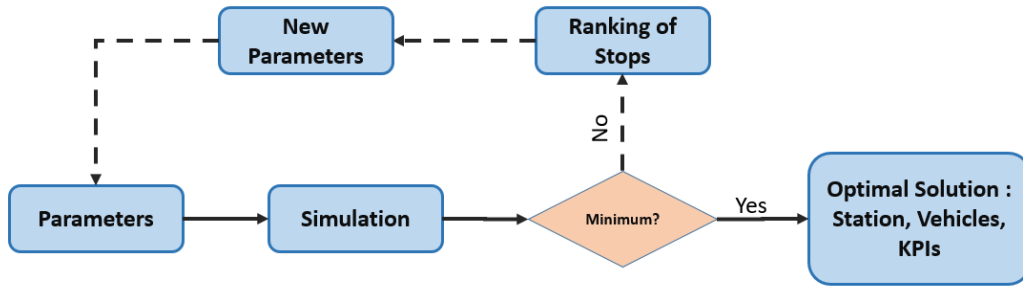 New
Parameters
Ranking of
Stops
No
Parameters
Simulation
Minimum?
Yes
Optimal Solution :
Station, Vehicles,
KPIs